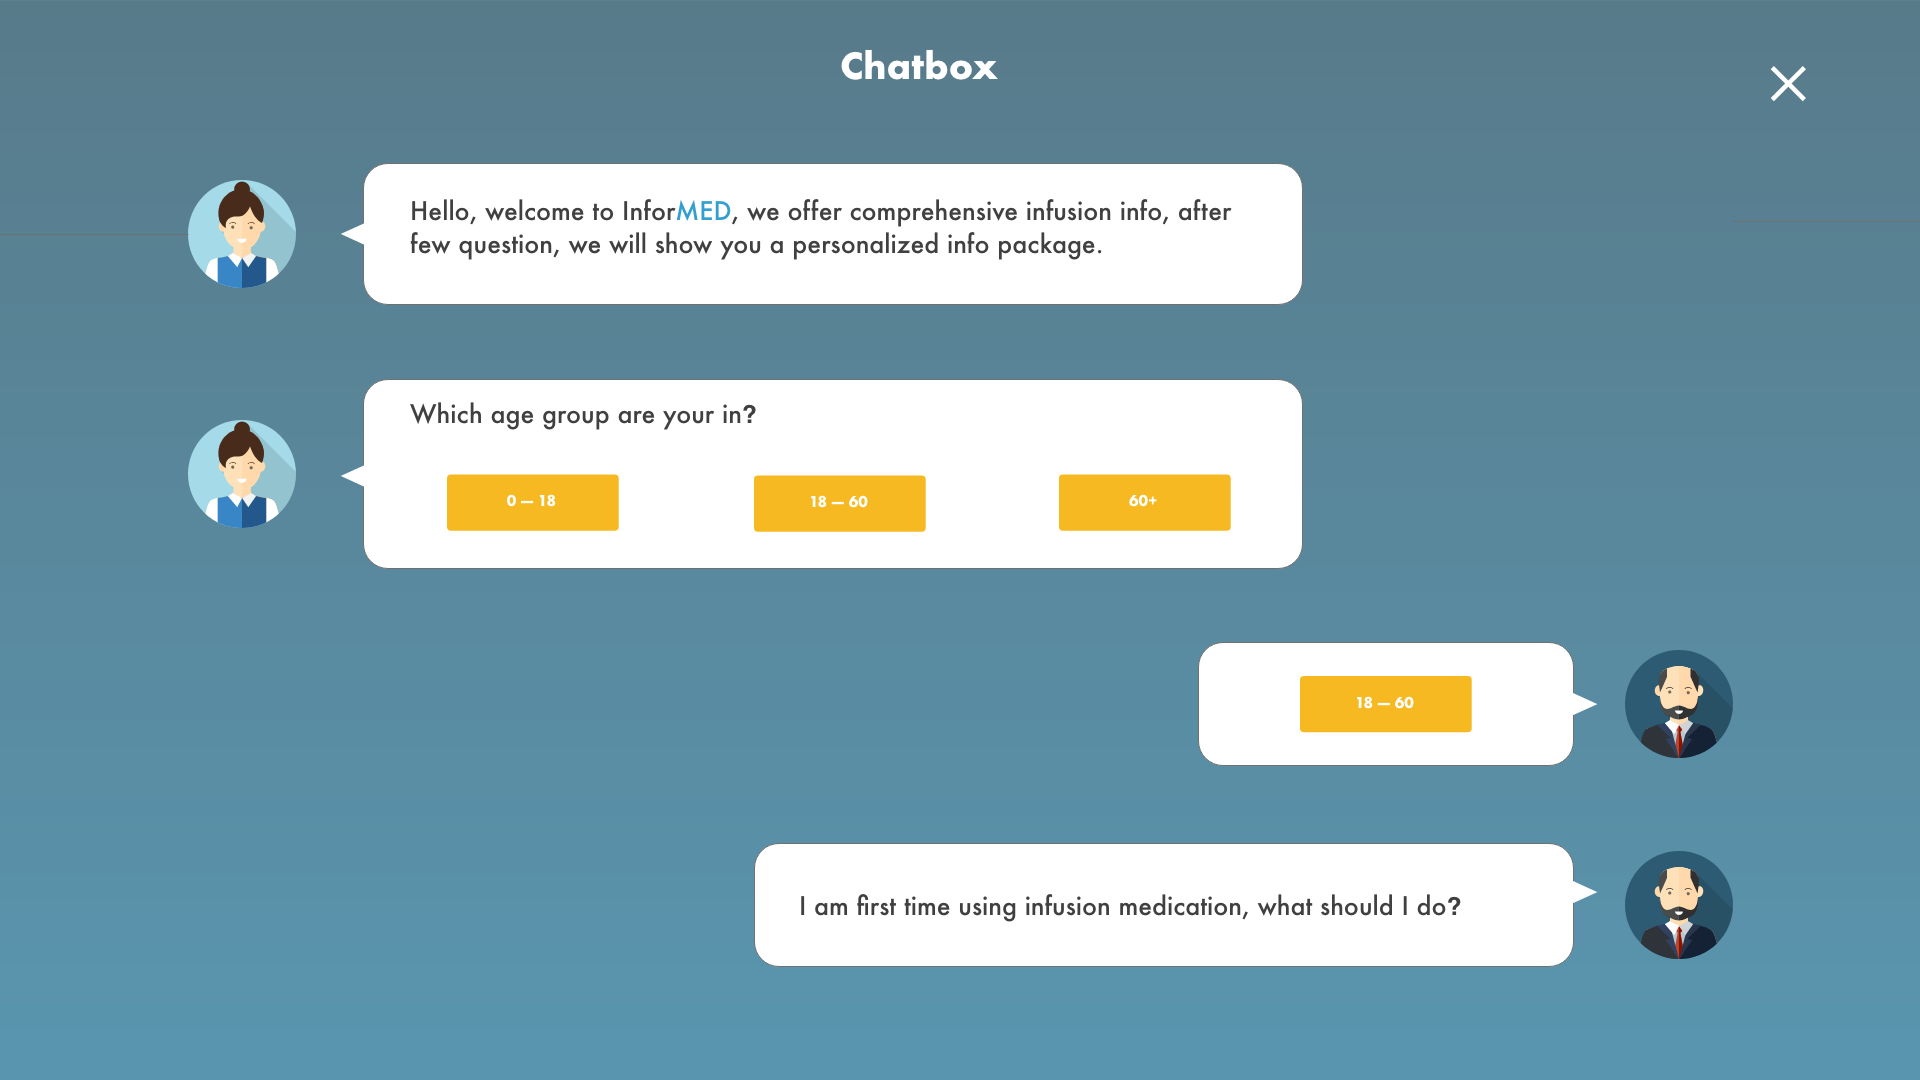 Chatbox
Hello, welcome to InforMED, we offer comprehensive infusion info, after
few question, we will show you a personalized info package.
Which age group are your in?
0 — 18
18 — 60
60+
18 — 60
I am first time using infusion medication, what should I do?